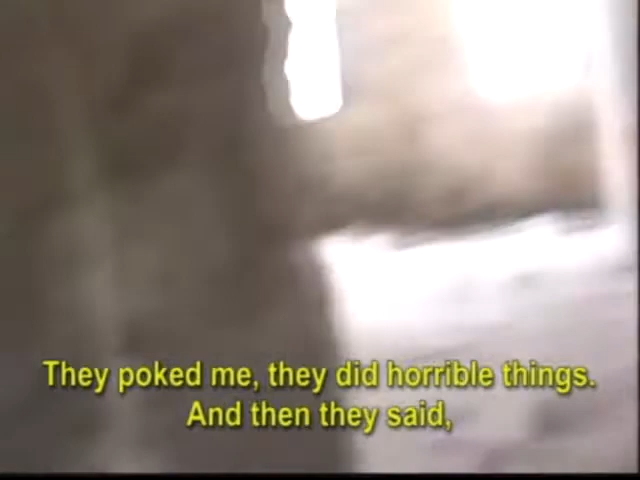 They poked me, they did horrible things.
And then they said,